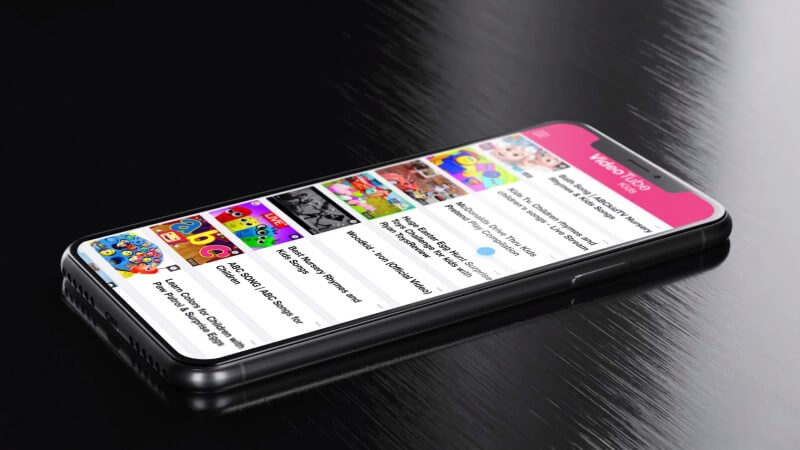 VideoTube
Kids
Bath Song | ABCkidTV Nursery
Rhymes & Kids Songs
Kids Tv, Children rhymes and
children's songs - Live Stream
McDonalds Drive Thru Kids
Pretend Play Compilation
Huge Easter Egg Hunt Surprise
Toys Challenge for kids with
Ryan ToysReview
Woodkid - Iron (Official Video)
LIVE
Best Nursery Rhymes and
Kids Songs
abc
ABC SONG | ABC Songs for
Children
Learn Colors for Children with
Paw Patrol & Surprise Eggs